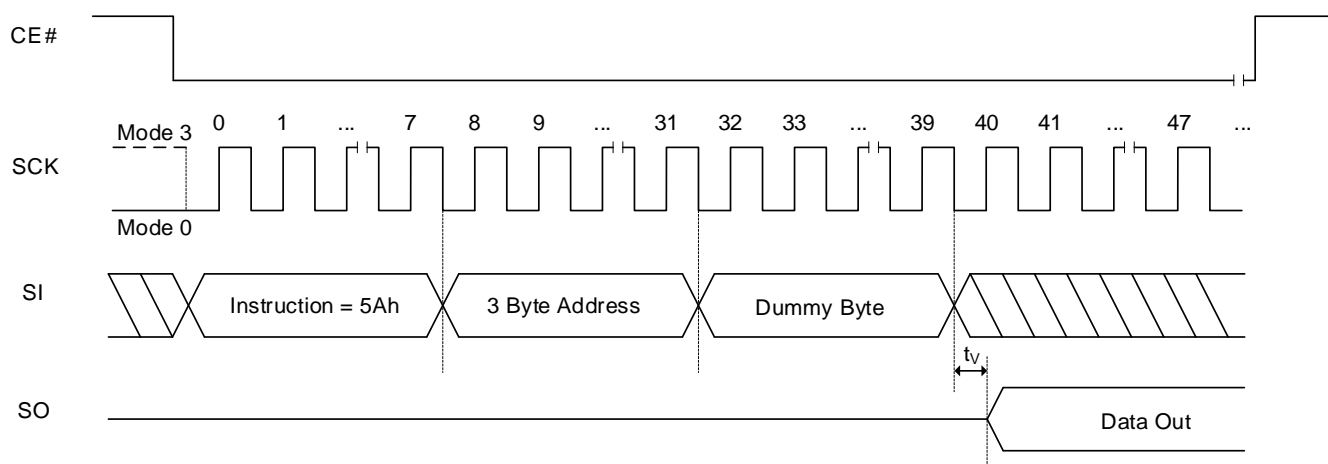 CE#
0 1 ... 7 8 9 ... 31 32 33 ... 39 40 41 ... 47 ...
Mode 3
SCK
Mode 0
SI
Instruction = 5Ah
3 Byte Address
Dummy Byte
tV
SO
Data Out